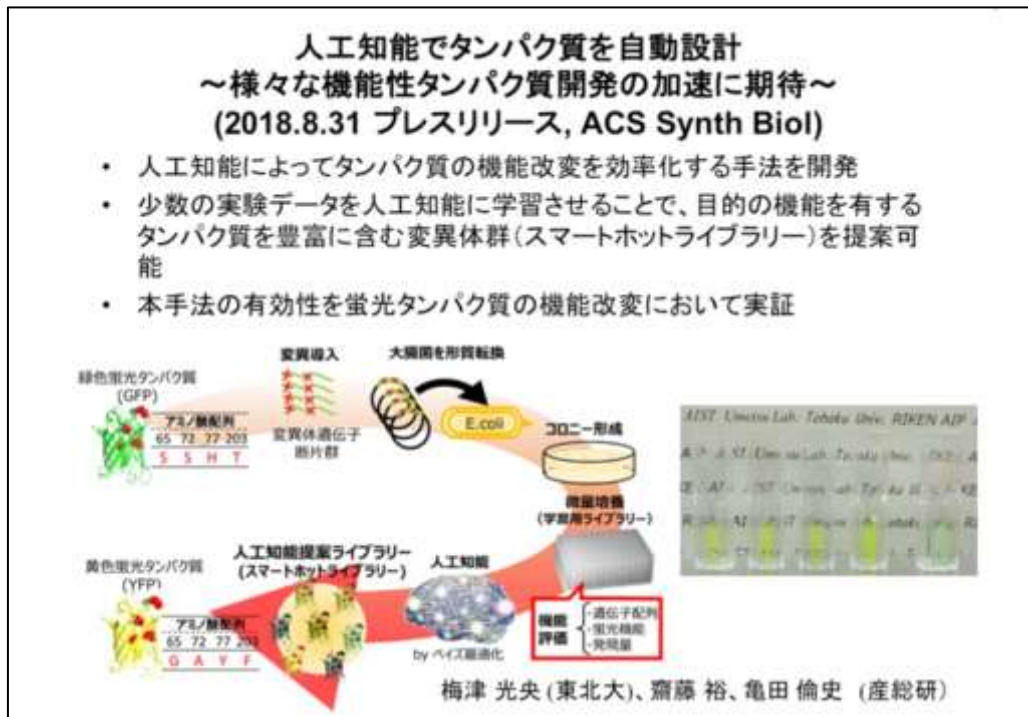 人工知能でタンパク質を自動設計
～様々な機能性タンパク質開発の加速に期待～
(2018.8.31 プレスリリース, ACS Synth Biol)
• 人工知能によってタンパク質の機能改変を効率化する手法を開発
• 少数の実験データを人工知能に学習させることで、目的の機能を有する
タンパク質を豊富に含む変異体群（スマートホットライブラリー）を提案可
能
• 本手法の有効性を蛍光タンパク質の機能改変において実証
緑色蛍光タンパク質
(GFP)
アミノ酸配列
65 72 77 203
S S H T
変異導入
変異体遺伝子
断片群
大腸菌を形質転換
E.coli
コロニー形成
微量培養
(学習用ライブラリー)
機能
評価
・遺伝子配列
・蛍光機能
・発現量
人工知能
by ベイズ最適化
人工知能提案ライブラリー
(スマートホットライブラリー)
黄色蛍光タンパク質
(YFP)
アミノ酸配列
65 72 77 203
G A Y F
AIST Umetsu Lab. Tohoku Univ. RIKEN AIP
梅津 光央 (東北大)、齋藤 裕、亀田 倫史 (産総研）